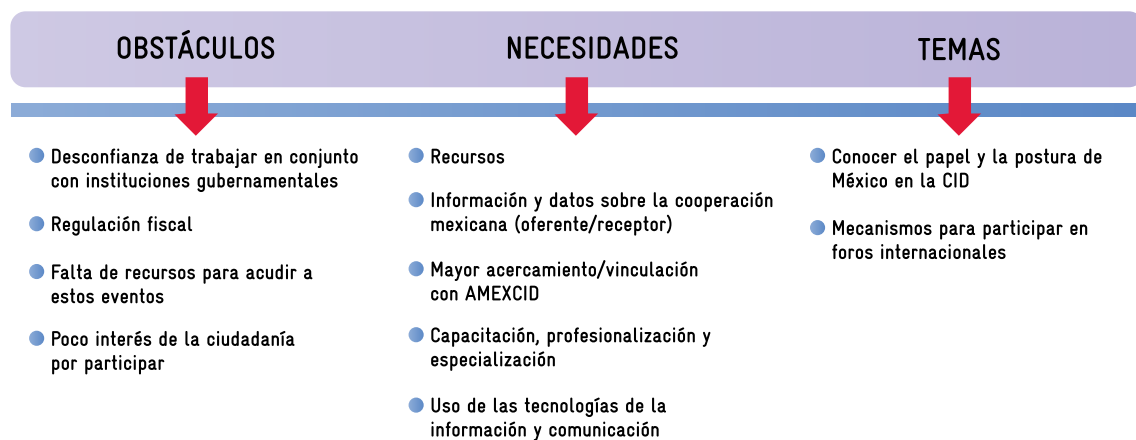 OBSTÁCULOS
Desconfianza de trabajar en conjunto
con instituciones gubernamentales
Regulación fiscal
Falta de recursos para acudir a
estos eventos
Poco interés de la ciudadanía
por participar
NECESIDADES
Recursos
Información y datos sobre la cooperación
mexicana (oferente/receptor)
Mayor acercamiento/vinculación
con AMEXCID
Capacitación, profesionalización y
especialización
Uso de las tecnologías de la
información y comunicación
TEMAS
Conocer el papel y la postura de
México en la CID
Mecanismos para participar en
foros internacionales